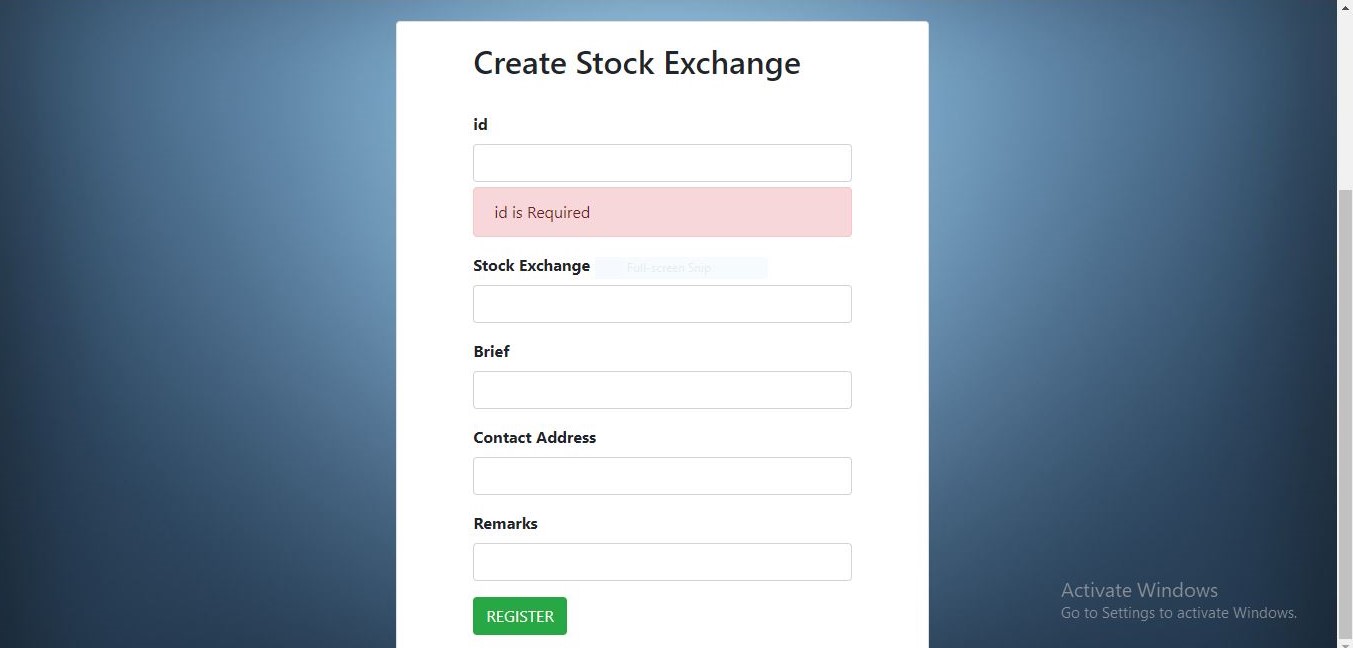 Create Stock Exchange
id
id is Required
Stock Exchange
Full-screen Snip
Brief
Contact Address
Remarks
REGISTER
Activate Windows
Go to Settings to activate Windows.